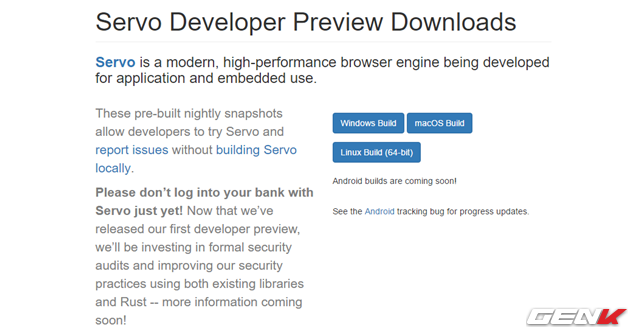 Servo Developer Preview Downloads
Servo is a modern, high-performance browser engine being developed
for application and embedded use.
These pre-built nightly snapshots
allow developers to try Servo and
report issues without building Servo
locally.
Please don't log into your bank with
Servo just yet! Now that we've
released our first developer preview,
we'll be investing in formal security
audits and improving our security
practices using both existing libraries
and Rust -- more information coming
soon!
Windows Build
macOS Build
Linux Build (64-bit)
Android builds are coming soon!
See the Android tracking bug for progress updates.
GENK